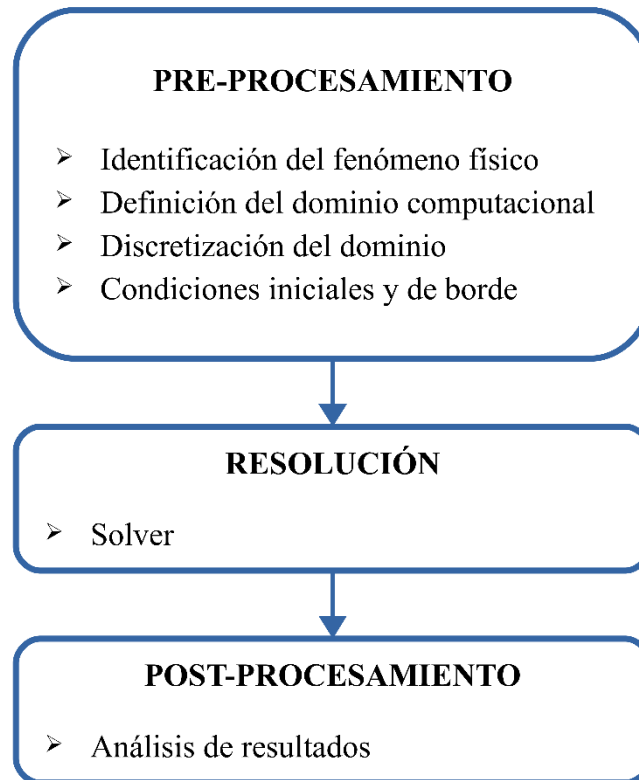 PRE-PROCESAMIENTO
➢ Identificación del fenómeno físico
➢ Definición del dominio computacional
➢ Discretización del dominio
➢ Condiciones iniciales y de borde
RESOLUCIÓN
➢ Solver
POST-PROCESAMIENTO
➢ Análisis de resultados